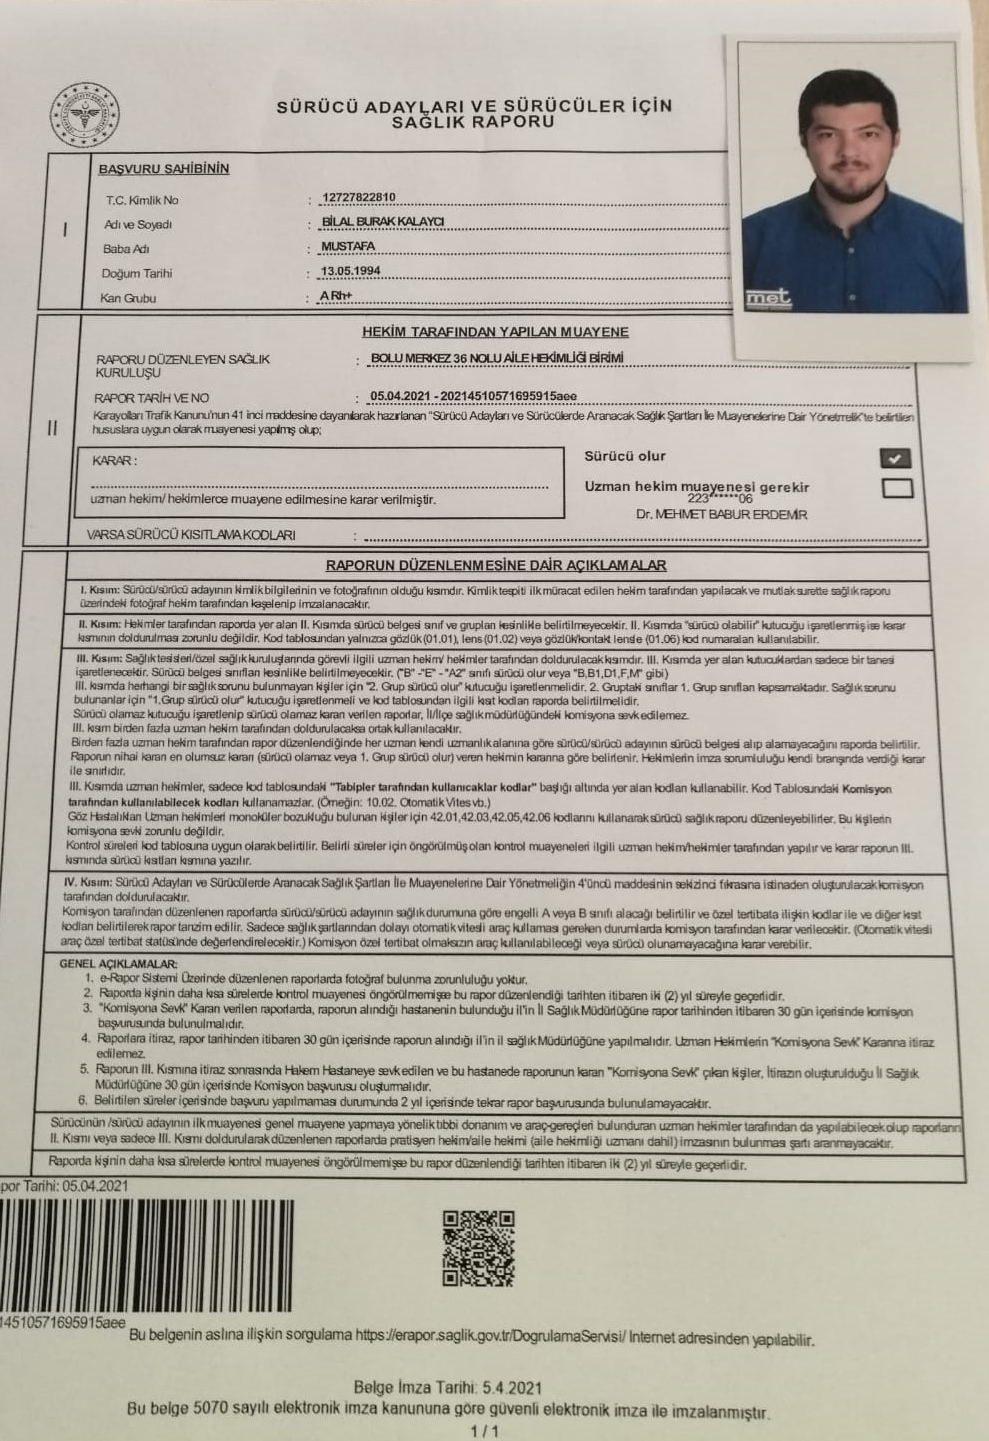 SÜRÜCÜ ADAYLARI VE SÜRÜCÜLER İÇİN
SAĞLIK RAPORU
BAŞVURU SAHİBİNİN
I
T.C. Kimlik No : 12727822810
Adı ve Soyadı : BİLAL BURAK KALAYCI
Baba Adı : MUSTAFA
Doğum Tarihi : 13.05.1994
Kan Grubu : A Rh+
met
HEKİM TARAFINDAN YAPILAN MUAYENE
II
RAPORU DÜZENLEYEN SAĞLIK : BOLU MERKEZ 36 NOLU AİLE HEKİMLİĞİ BİRİMİ
KURULUŞU
RAPOR TARİH VE NO : 05.04.2021 - 20214510571695915aee
Karayolları Trafik Kanunu'nun 41 inci maddesine dayanılarak hazırlanan "Sürücü Adayları ve Sürücülerde Aranacak Sağlık Şartları İle Muayenelerine Dair Yönetmelik"te belirtilen
hususlara uygun olarak muayenesi yapılmış olup;
KARAR :
uzman hekim/ hekimlerce muayene edilmesine karar verilmiştir.
Sürücü olur
Uzman hekim muayenesi gerekir
223******06
Dr. MEHMET BABUR ERDEMİR
VARSA SÜRÜCÜ KISITLAMA KODLARI :
RAPORUN DÜZENLENMESİNE DAİR AÇIKLAMALAR
I. Kısım: Sürücü/sürücü adayının kimlik bilgilerinin ve fotoğrafının olduğu kısımdır. Kimlik tespiti ilk müracat edilen hekim tarafından yapılacak ve mutlak surette sağlık raporu
üzerindeki fotoğraf hekim tarafından kaşelenip imzalanacaktır.
II. Kısım: Hekimler tarafından raporda yer alan II. Kısımda sürücü belgesi sınıf ve grupları kesinlikle belirtilmeyecektir. II. Kısımda "sürücü olabilir" kutucuğu işaretlenmiş ise karar
kısmının doldurulması zorunlu değildir. Kod tablosundan yalnızca gözlük (01.01), lens (01.02) veya gözlük/kontakt lensle (01.06) kod numaraları kullanılabilir.
III. Kısım: Sağlık tesisleri/özel sağlık kuruluşlarında görevli ilgili uzman hekim/ hekimler tarafından doldurulacak kısımdır. III. Kısımda yer alan kutucuklardan sadece bir tanesi
işaretlenecektir. Sürücü belgesi sınıfları kesinlikle belirtilmeyecektir. ("B" -"E" -"A2" sınıfı sürücü olur veya "B,B1,D1,F,M" gibi)
III. kısımda herhangi bir sağlık sorunu bulunmayan kişiler için "2. Grup sürücü olur" kutucuğu işaretlenmelidir. 2. Gruptaki sınıflar 1. Grup sınıfları kapsamaktadır. Sağlık sorunu
bulunanlar için "1.Grup sürücü olur" kutucuğu işaretlenmeli ve kod tablosundan ilgili kısıt kodları raporda belirtilmelidir.
Sürücü olamaz kutucuğu işaretlenip sürücü olamaz kararı verilen raporlar, İl/İlçe sağlık müdürlüğündeki komisyona sevk edilemez.
III. kısım birden fazla uzman hekim tarafından doldurulacaksa ortak kullanılacaktır.
Birden fazla uzman hekim tarafından rapor düzenlendiğinde her uzman kendi uzmanlık alanına göre sürücü/sürücü adayının sürücü belgesi alıp alamayacağını raporda belirtilir.
Raporun nihai kararı en olumsuz kararı (sürücü olamaz veya 1. Grup sürücü olur) veren hekimin kararına göre belirlenir. Hekimlerin imza sorumluluğu kendi branşında verdiği karar
ile sınırlıdır.
III. Kısımda uzman hekimler, sadece kod tablosundaki "Tabipler tarafından kullanıcaklar kodlar" başlığı altında yer alan kodları kullanabilir. Kod Tablosundaki Komisyon
tarafından kullanılabilecek kodları kullanamazlar. (Örneğin: 10.02. Otomatik Vites vb.)
Göz Hastalıkları Uzman hekimleri monoküler bozukluğu bulunan kişiler için 42.01,42.03,42.05,42.06 kodlarını kullanarak sürücü sağlık raporu düzenleyebilirler. Bu kişilerin
komisyona sevki zorunlu değildir.
Kontrol süreleri kod tablosuna uygun olarak belirtilir. Belirli süreler için öngörülmüş olan kontrol muayeneleri ilgili uzman hekim/hekimler tarafından yapılır ve karar raporun III.
kısmında sürücü kısıtları kısmına yazılır.
IV. Kısım: Sürücü Adayları ve Sürücülerde Aranacak Sağlık Şartları İle Muayenelerine Dair Yönetmeliğin 4'üncü maddesinin sekizinci fıkrasına istinaden oluşturulacak komisyon
tarafından doldurulacaktır.
Komisyon tarafından düzenlenen raporlarda sürücü/sürücü adayının sağlık durumuna göre engelli A veya B sınıfı alacağı belirtilir ve özel tertibata ilişkin kodlar ile ve diğer kısıt
kodları belirtilerek rapor tanzim edilir. Sadece sağlık şartlarından dolayı otomatik vitesli araç kullaması gereken durumlarda komisyon tarafından karar verilecektir. (Otomatik vitesli
araç özel tertibat statüsünde değerlendirelecektir.) Komisyon özel tertibat olmaksızın araç kullanılabileceği veya sürücü olunamayacağına karar verebilir.
GENEL AÇIKLAMALAR:
1. e-Rapor Sistemi Üzerinde düzenlenen raporlarda fotoğraf bulunma zorunluluğu yoktur.
2. Raporda kişinin daha kısa sürelerde kontrol muayenesi öngörülmemişse bu rapor düzenlendiği tarihten itibaren iki (2) yıl süreyle geçerlidir.
3. "Komisyona Sevk" Kararı verilen raporlarda, raporun alındığı hastanenin bulunduğu il'in İl Sağlık Müdürlüğüne rapor tarihinden itibaren 30 gün içerisinde komisyon
başvurusunda bulunulmalıdır.
4. Raporlara itiraz, rapor tarihinden itibaren 30 gün içerisinde raporun alındığı il'in il sağlık Müdürlüğüne yapılmalıdır. Uzman Hekimlerin "Komisyona Sevk" Kararına itiraz
edilemez.
5. Raporun III. Kısmına itiraz sonrasında Hakem Hastaneye sevk edilen ve bu hastanede raporunun kararı "Komisyona Sevk" çıkan kişiler, İtirazın oluşturulduğu İl Sağlık
Müdürlüğüne 30 gün içerisinde Komisyon başvurusu oluşturmalıdır.
6. Belirtilen süreler içerisinde başvuru yapılmaması durumunda 2 yıl içerisinde tekrar rapor başvurusunda bulunulamayacaktır.
Sürücünün /sürücü adayının ilk muayenesi genel muayene yapmaya yönelik tıbbi donanım ve araç-gereçleri bulunduran uzman hekimler tarafından da yapılabilecek olup raporların
II. Kısmı veya sadece III. Kısmı doldurularak düzenlenen raporlarda pratisyen hekim/aile hekimi (aile hekimliği uzmanı dahil) imzasının bulunması şartı aranmayacaktır.
Raporda kişinin daha kısa sürelerde kontrol muayenesi öngörülmemişse bu rapor düzenlendiği tarihten itibaren iki (2) yıl süreyle geçerlidir.
por Tarihi: 05.04.2021
14510571695915aee
Bu belgenin aslına ilişkin sorgulama https://erapor.saglik.gov.tr/DogrulamaServisi/ Internet adresinden yapılabilir.
Belge İmza Tarihi: 5.4.2021
Bu belge 5070 sayılı elektronik imza kanununa göre güvenli elektronik imza ile imzalanmıştır.
1 / 1